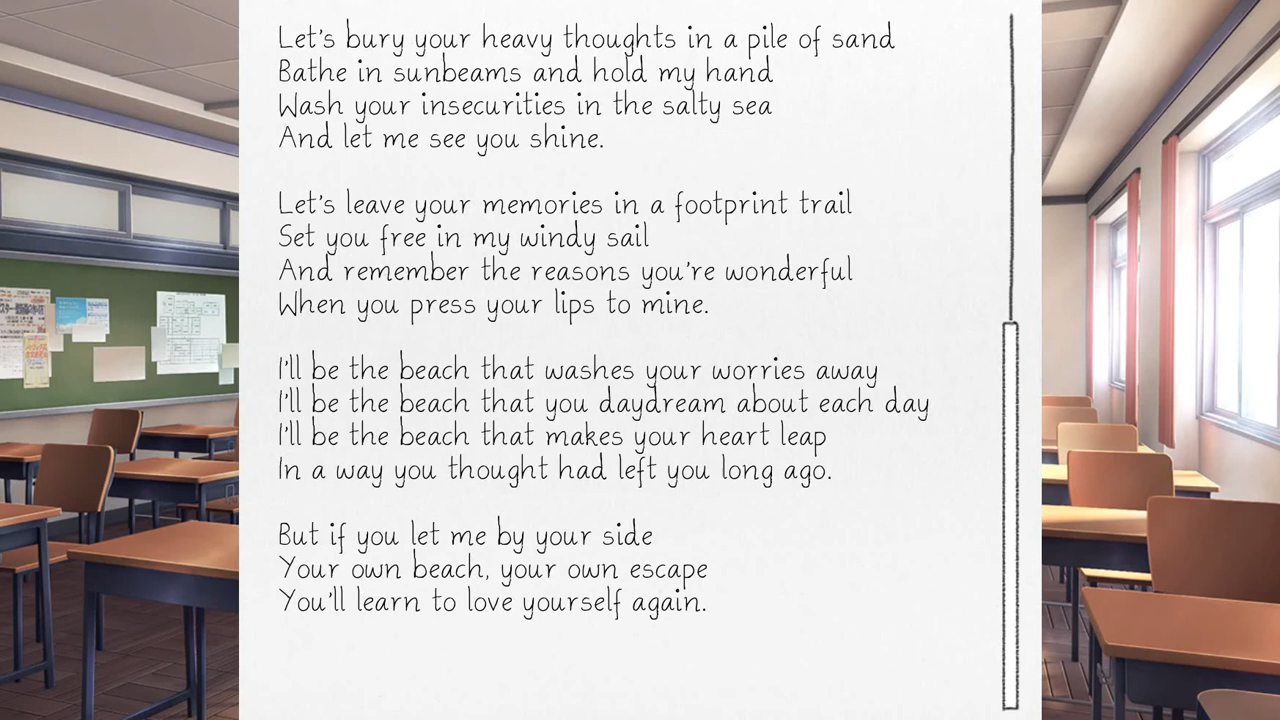 Let's bury your heavy thoughts in a pile of sand
Bathe in sunbeams and hold my hand
Wash your insecurities in the salty sea
And let me see you shine.
Let's leave your memories in a footprint trail
Set you free in my windy sail
And remember the reasons you're wonderful
When you press your lips to mine.
I'll be the beach that washes your worries away
I'll be the beach that you daydream about each day
I'll be the beach that makes your heart leap
In a way you thought had left you long ago.
But if you let me by your side
Your own beach, your own escape
You'll learn to love yourself again.